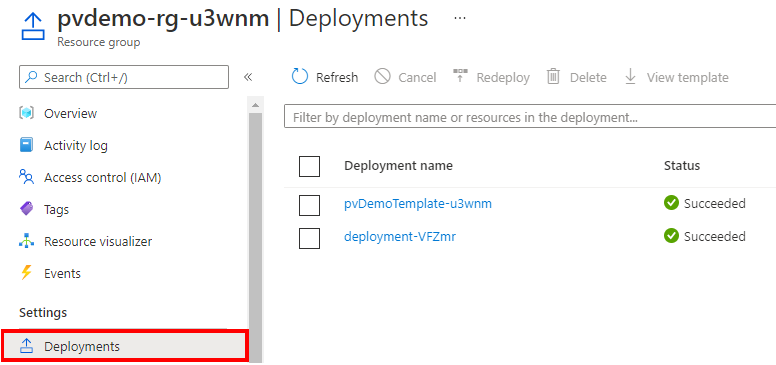 pvdemo-rg-u3wnm | Deployments ...
Resource group
Search (Ctrl+/)
«
Refresh Cancel Redeploy Delete View template
Overview
Activity log
Access control (IAM)
Tags
Resource visualizer
Events
Settings
Deployments
Filter by deployment name or resources in the deployment...
Deployment name Status
pvDemoTemplate-u3wnm Succeeded
deployment-VFZmr Succeeded